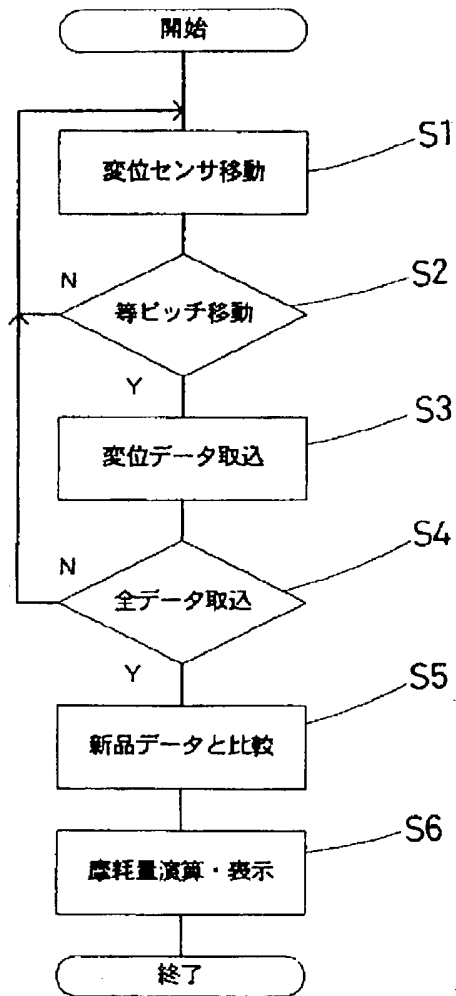 開始
変位センサ移動
S1
等ピッチ移動
S2
N
Y
変位データ取込
S3
全データ取込
S4
N
Y
新品データと比較
S5
摩耗量演算・表示
S6
終了